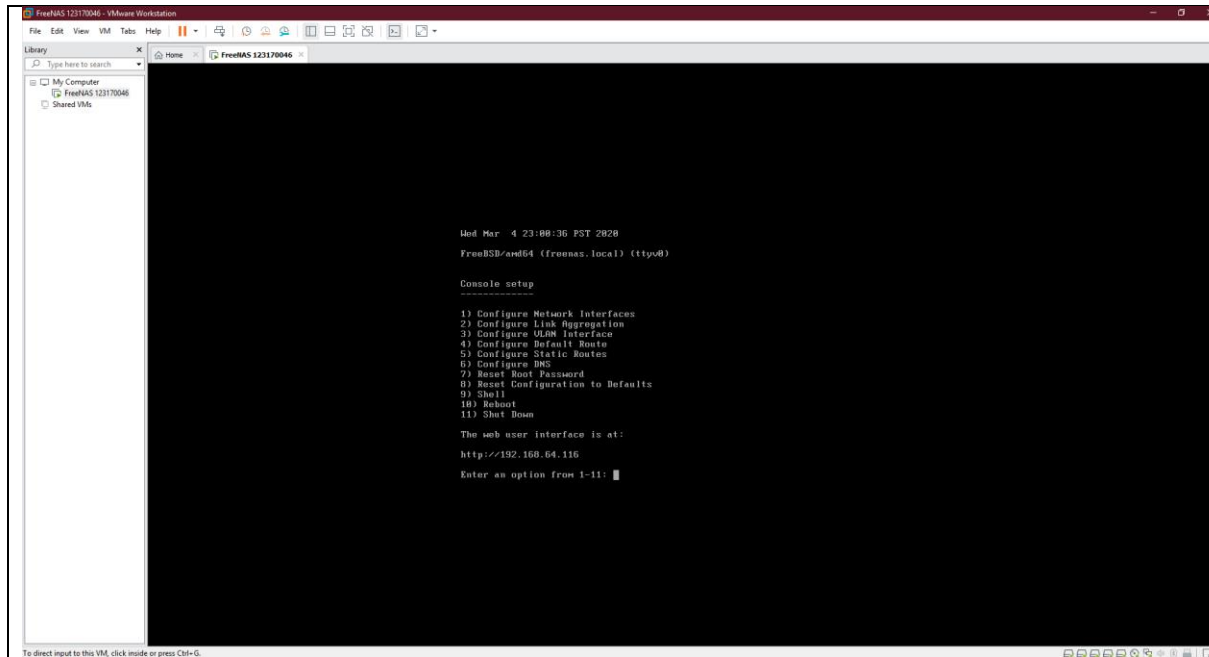 FreeNAS 123170046 - VMware Workstation
File Edit View VM Tabs Help
Library
Home
FreeNAS 123170046
Type here to search
My Computer
FreeNAS 123170046
Shared VMs
Wed Mar 4 23:00:36 PST 2020
FreeBSD/amd64 (freenas.local) (ttyv0)
Console setup
-------------
1) Configure Network Interfaces
2) Configure Link Aggregation
3) Configure VLAN Interface
4) Configure Default Route
5) Configure Static Routes
6) Configure DNS
7) Reset Root Password
8) Reset Configuration to Defaults
9) Shell
10) Reboot
11) Shut Down
The web user interface is at:
http://192.168.64.116
Enter an option from 1-11:
To direct input to this VM, click inside or press Ctrl+G.